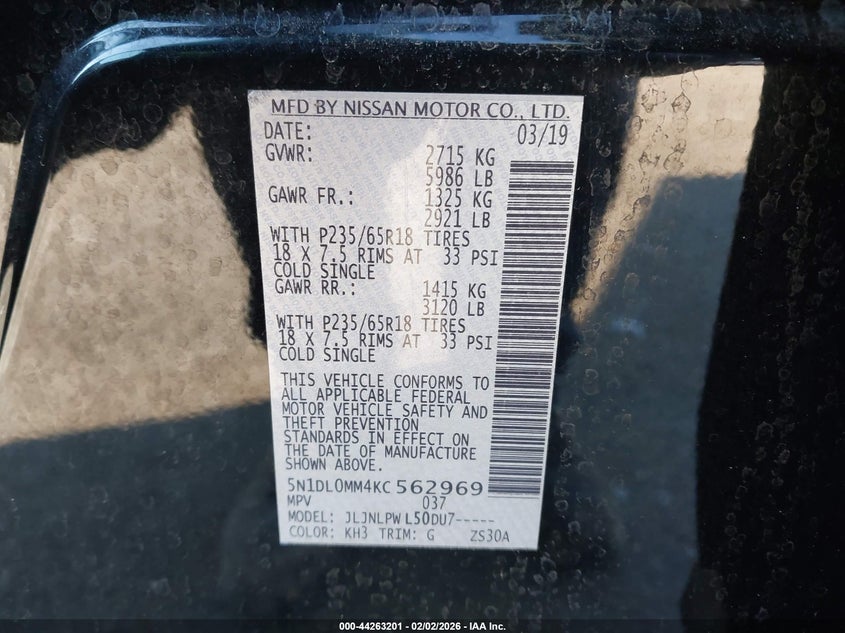 MFD BY NISSAN MOTOR CO., LTD.
DATE: 03/19
GVWR: 2715 KG
5986 LB
GAWR FR.: 1325 KG
2921 LB
WITH P235/65R18 TIRES
18 X 7.5 RIMS AT 33 PSI
COLD SINGLE
GAWR RR.: 1415 KG
3120 LB
WITH P235/65R18 TIRES
18 X 7.5 RIMS AT 33 PSI
COLD SINGLE
THIS VEHICLE CONFORMS TO
ALL APPLICABLE FEDERAL
MOTOR VEHICLE SAFETY AND
THEFT PREVENTION
STANDARDS IN EFFECT ON
THE DATE OF MANUFACTURE
SHOWN ABOVE.
5N1DL0MM4KC562969
MPV 037
MODEL: JLJNLPW L50DU7-----
COLOR: KH3 TRIM: G ZS30A
000-44263201 - 02/02/2026 - IAA Inc.